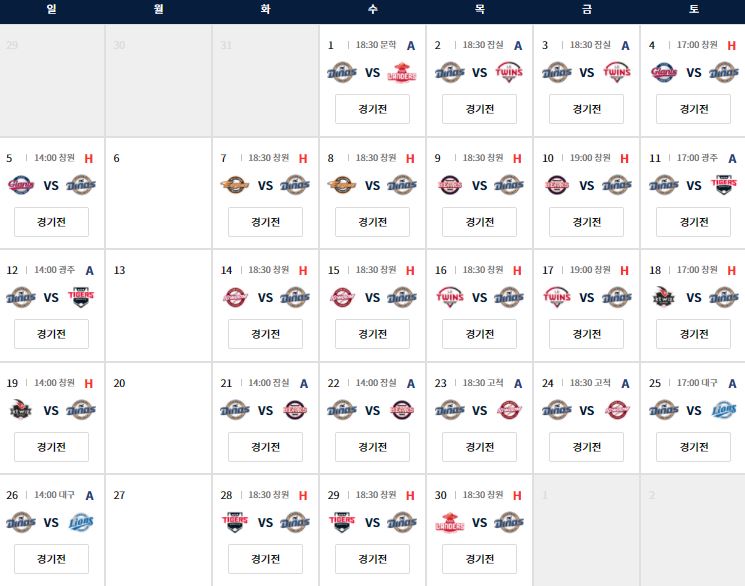 일 월 화 수 목 금 토
29 30 31 1 18:30 문학 A 2 18:30 잠실 A 3 18:30 잠실 A 4 17:00 창원 H
DINOS VS LANDERS DINOS VS TWINS DINOS VS TWINS Giants VS DINOS
경기전 경기전 경기전 경기전
5 14:00 창원 H 6 7 18:30 창원 H 8 18:30 창원 H 9 18:30 창원 H 10 19:00 창원 H 11 17:00 광주 A
Giants VS DINOS Eagles VS DINOS Eagles VS DINOS BEARS VS DINOS BEARS VS DINOS DINOS VS TIGERS
경기전 경기전 경기전 경기전 경기전 경기전
12 14:00 광주 A 13 14 18:30 창원 H 15 18:30 창원 H 16 18:30 창원 H 17 19:00 창원 H 18 17:00 창원 H
DINOS VS TIGERS VS DINOS VS DINOS TWINS VS DINOS TWINS VS DINOS kt wiz VS DINOS
경기전 경기전 경기전 경기전 경기전 경기전
19 14:00 창원 H 20 21 14:00 잠실 A 22 14:00 잠실 A 23 18:30 고척 A 24 18:30 고척 A 25 17:00 대구 A
kt wiz VS DINOS DINOS VS BEARS DINOS VS BEARS DINOS VS DINOS VS DINOS VS Lions
경기전 경기전 경기전 경기전 경기전 경기전
26 14:00 대구 A 27 28 18:30 창원 H 29 18:30 창원 H 30 18:30 창원 H 1 2
DINOS VS Lions TIGERS VS DINOS TIGERS VS DINOS LANDERS VS DINOS
경기전 경기전 경기전 경기전